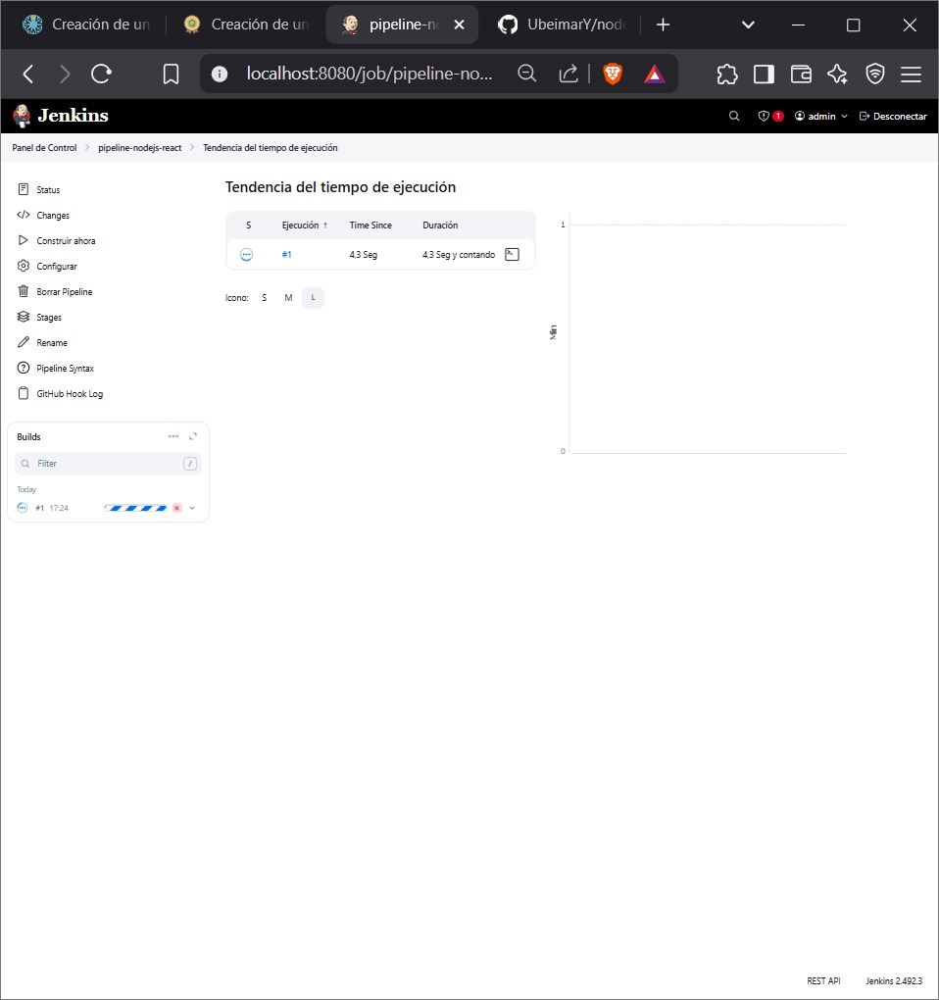 Creación de un
Creación de un
pipeline-n
UbeimarY/nod
localhost:8080/job/pipeline-no...
Jenkins
1
admin
Desconectar
Panel de Control
pipeline-nodejs-react
Tendencia del tiempo de ejecución
Status
Changes
Construir ahora
Configurar
Borrar Pipeline
Stages
Rename
Pipeline Syntax
GitHub Hook Log
Builds
Filter
/
Today
#1 17:24
Tendencia del tiempo de ejecución
S Ejecución ↑ Time Since Duración
#1 4,3 Seg 4,3 Seg y contando
Icono: S M L
1
Min
0
REST API
Jenkins 2.492.3